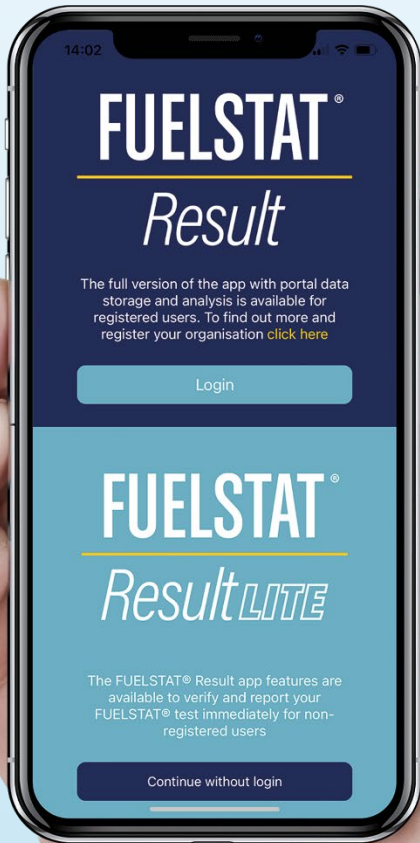 14:02
FUELSTAT®
Result
The full version of the app with portal data
storage and analysis is available for
registered users. To find out more and
register your organisation click here
Login
FUELSTAT®
Result LITE
The FUELSTAT® Result app features are
available to verify and report your
FUELSTAT® test immediately for non-
registered users
Continue without login